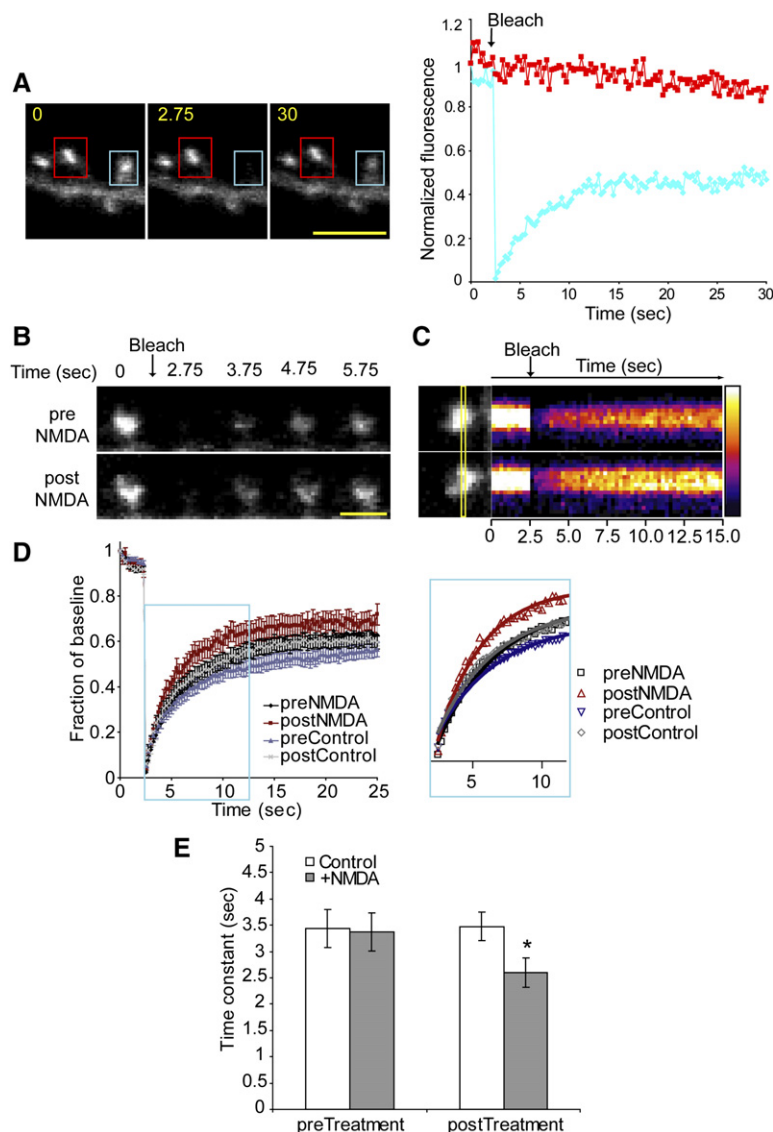 A
0
2.75
30
Normalized fluorescence
1.2
1
0.8
0.6
0.4
0.2
0
Bleach
0 5 10 15 20 25 30
Time (sec)
B
Bleach
Time (sec) 0 2.75 3.75 4.75 5.75
pre
NMDA
post
NMDA
C
Bleach
Time (sec)
0 2.5 5.0 7.5 10.0 12.5 15.0
D
Fraction of baseline
1
0.8
0.6
0.4
0.2
0
preNMDA
postNMDA
preControl
postControl
0 5 10 15 20 25
Time (sec)
5 10
preNMDA
postNMDA
preControl
postControl
E
Time constant (sec)
5
4.5
4
3.5
3
2.5
2
1.5
1
0.5
0
Control
+NMDA
*
preTreatment postTreatment